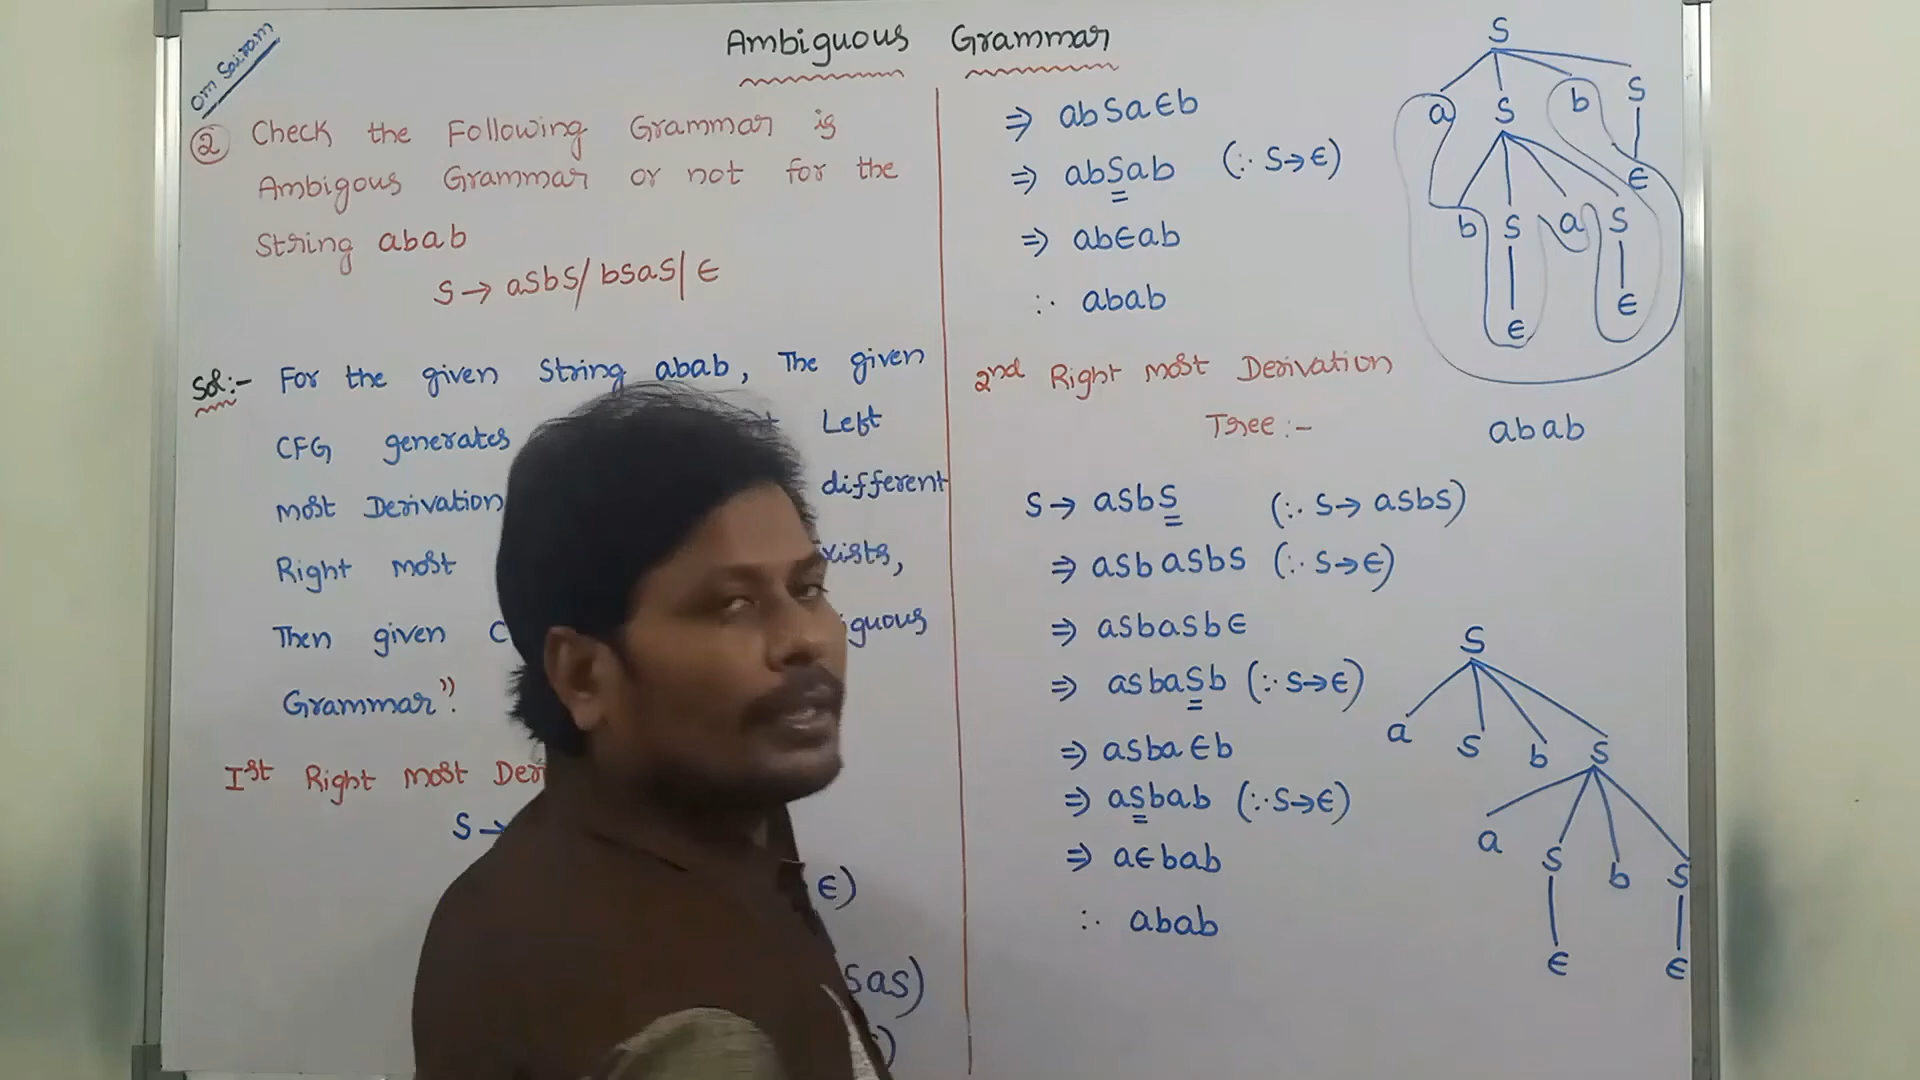 Om Sairam
Ambiguous Grammar
② Check the Following Grammar is
Ambigous Grammar or not for the
String abab
S → asbs/ bsas/ ∈
Sol:- For the given String abab, The given
CFG generates Left
most Derivation different
Right most
Then given
Grammar”.
Ist Right most
S →
∈)
sas)
)
⇒ absa∈b
⇒ absab (∵ S→∈)
⇒ ab∈ab
∴ abab
2nd Right most Derivation
Tree :-
S → asbs (∵ S→ asbs)
⇒ asbasbs (∵ S→∈)
⇒ asbasb∈
⇒ asbasb (∵ S→∈)
⇒ asba∈b
⇒ asbab (∵ S→∈)
⇒ a∈bab
∴ abab
S
a S b S
∈
b S a S
∈ ∈
abab
S
a S b S
a S b S
∈ ∈